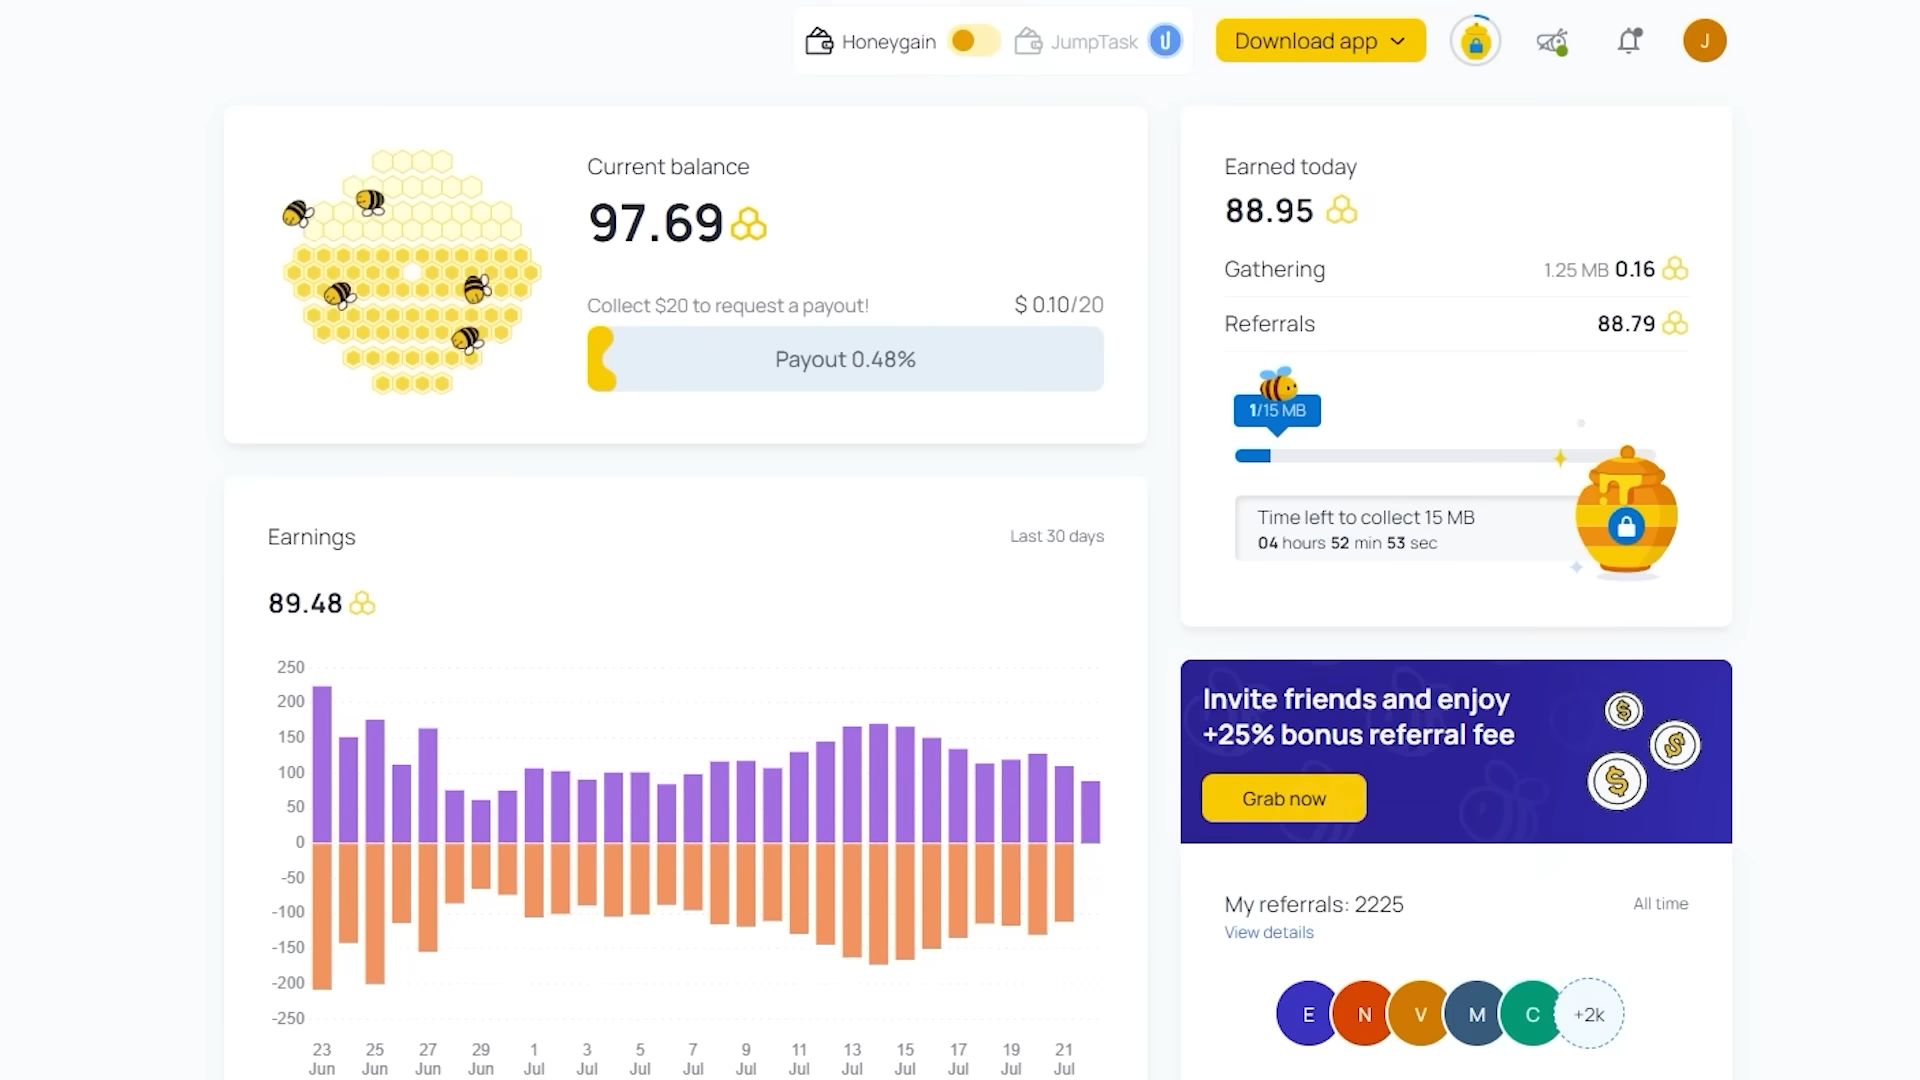 Honeygain
JumpTask
Download app
J
Current balance
97.69
Collect $20 to request a payout!
$ 0.10/20
Payout 0.48%
Earned today
88.95
Gathering
1.25 MB 0.16
Referrals
88.79
1/15 MB
Time left to collect 15 MB
04 hours 52 min 53 sec
Earnings
Last 30 days
89.48
250
200
150
100
50
0
-50
-100
-150
-200
-250
23 25 27 29 1 3 5 7 9 11 13 15 17 19 21
Jun Jun Jun Jun Jul Jul Jul Jul Jul Jul Jul Jul Jul Jul Jul
Invite friends and enjoy
+25% bonus referral fee
Grab now
My referrals: 2225
All time
View details
E N V M C +2k